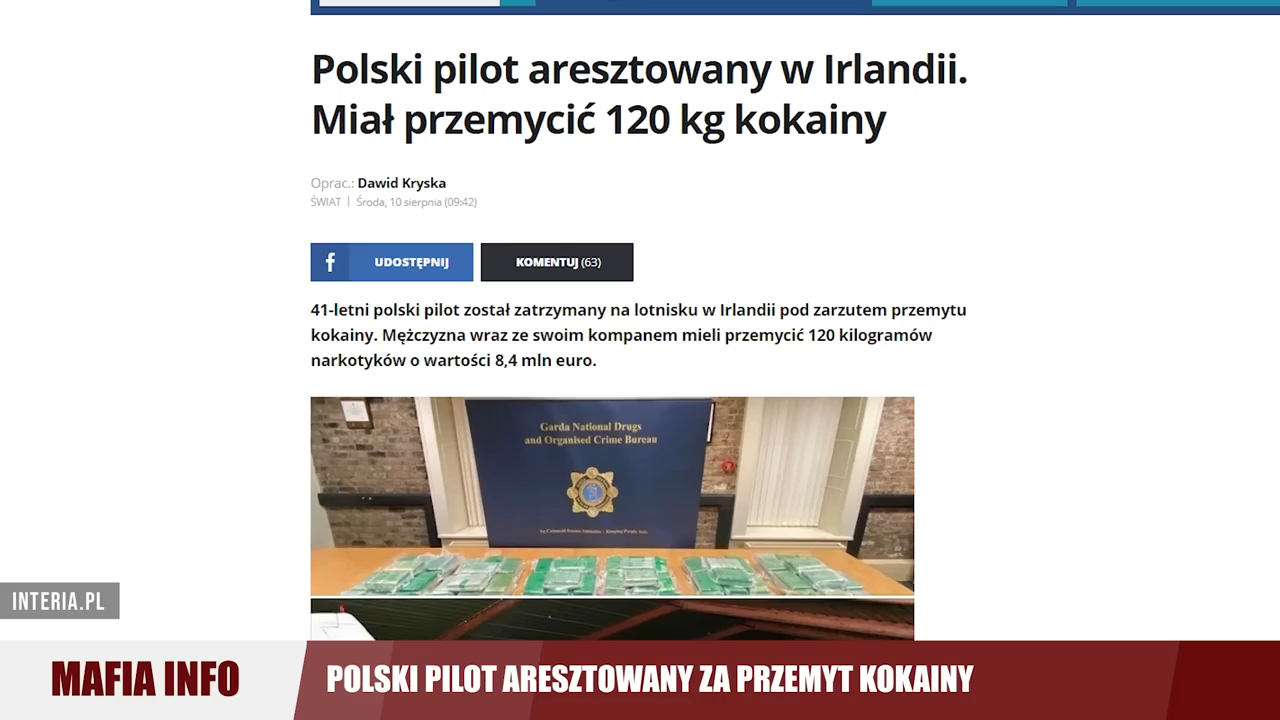 Polski pilot aresztowany w Irlandii.
Miał przemycić 120 kg kokainy
Oprac.: Dawid Kryska
ŚWIAT | Środa, 10 sierpnia (09:42)
f UDOSTĘPNIJ KOMENTUJ (63)
41-letni polski pilot został zatrzymany na lotnisku w Irlandii pod zarzutem przemytu
kokainy. Mężczyzna wraz ze swoim kompanem mieli przemycić 120 kilogramów
narkotyków o wartości 8,4 mln euro.
Garda National Drugs
and Organised Crime Bureau
INTERIA.PL
MAFIA INFO
POLSKI PILOT ARESZTOWANY ZA PRZEMYT KOKAINY